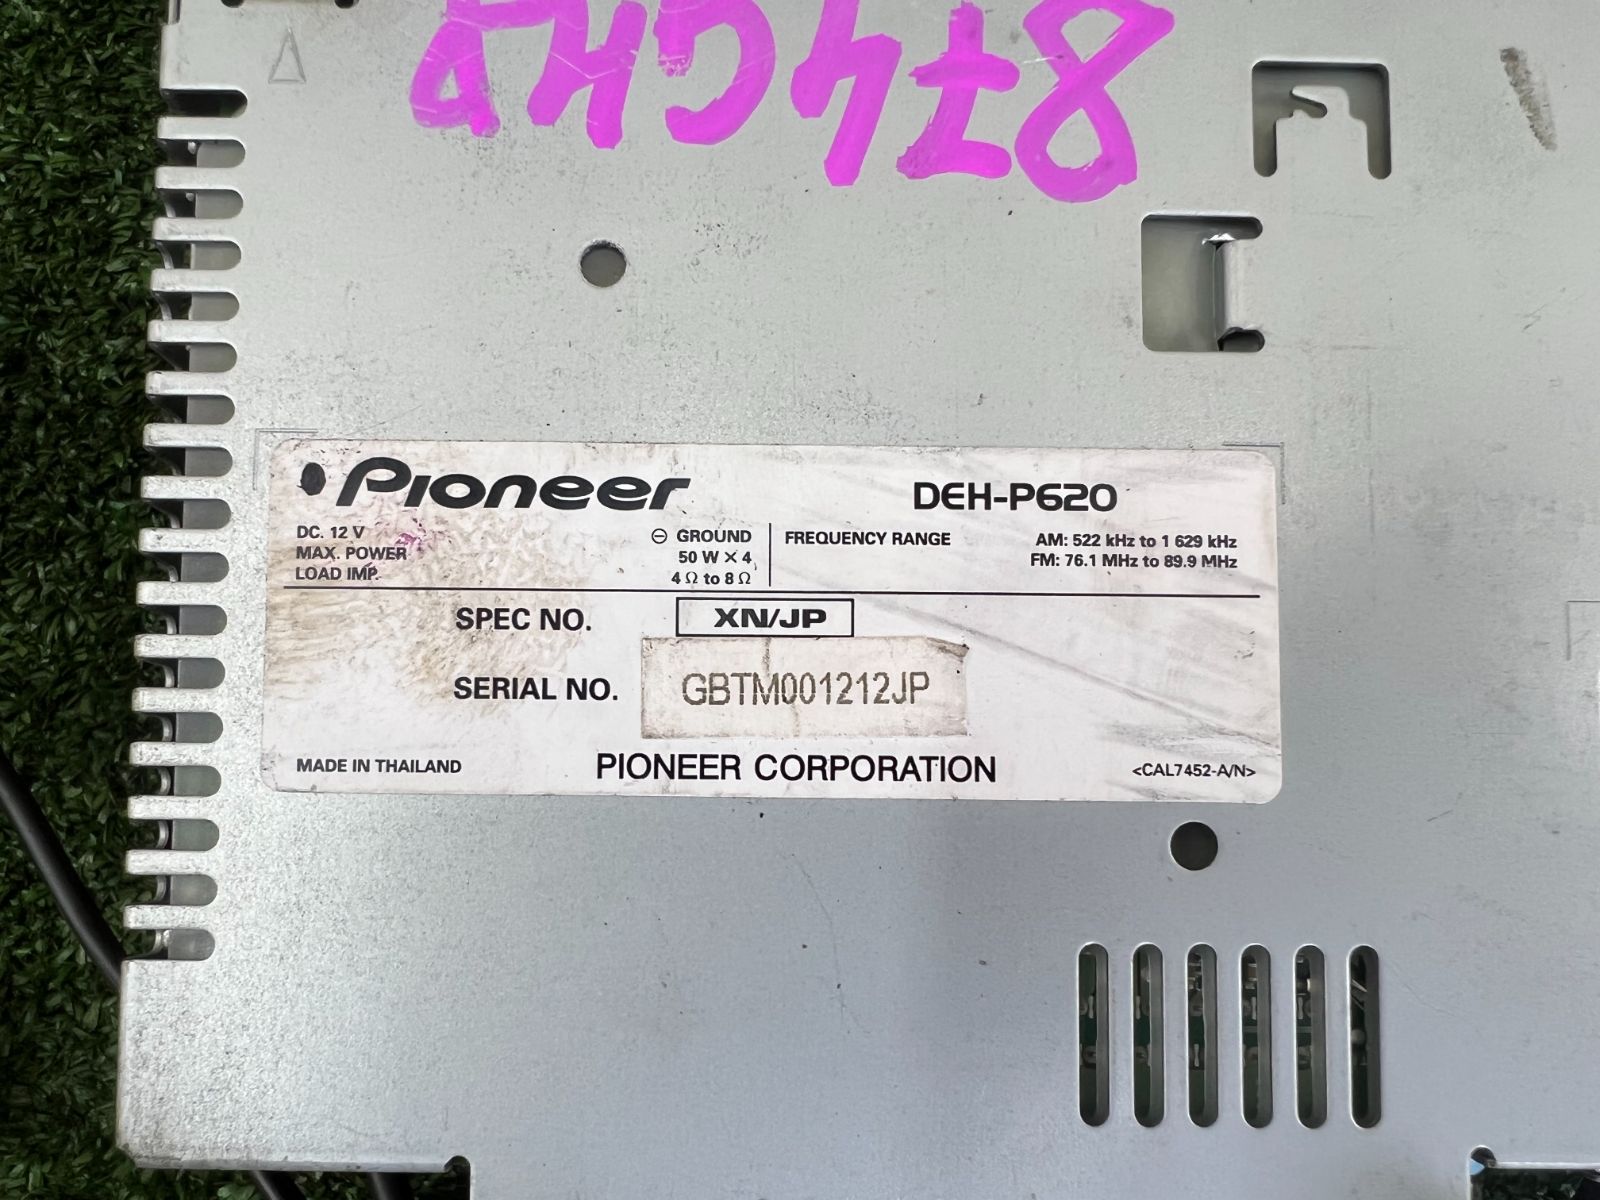 Pioneer DEH-P620
DC. 12 V ⊖ GROUND FREQUENCY RANGE AM: 522 kHz to 1 629 kHz
MAX. POWER 50 W × 4 FM: 76.1 MHz to 89.9 MHz
LOAD IMP. 4 Ω to 8 Ω
SPEC NO. XN/JP
SERIAL NO. GBTM001212JP
MADE IN THAILAND PIONEER CORPORATION <CAL7452-A/N>